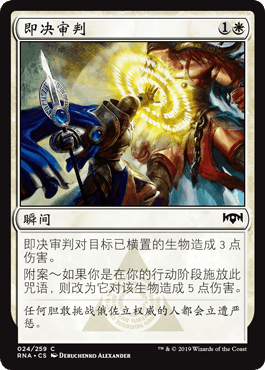 即决审判 1
瞬间
即决审判对目标已横置的生物造成 3 点
伤害。
附案～如果你是在你的行动阶段施放此
咒语，则改为它对该生物造成 5 点伤害。
任何胆敢挑战俄佐立权威的人都会立遭严
惩。
024/259 C
RNA • CS DEBUCHENKO ALEXANDER
™ & © 2019 Wizards of the Coast